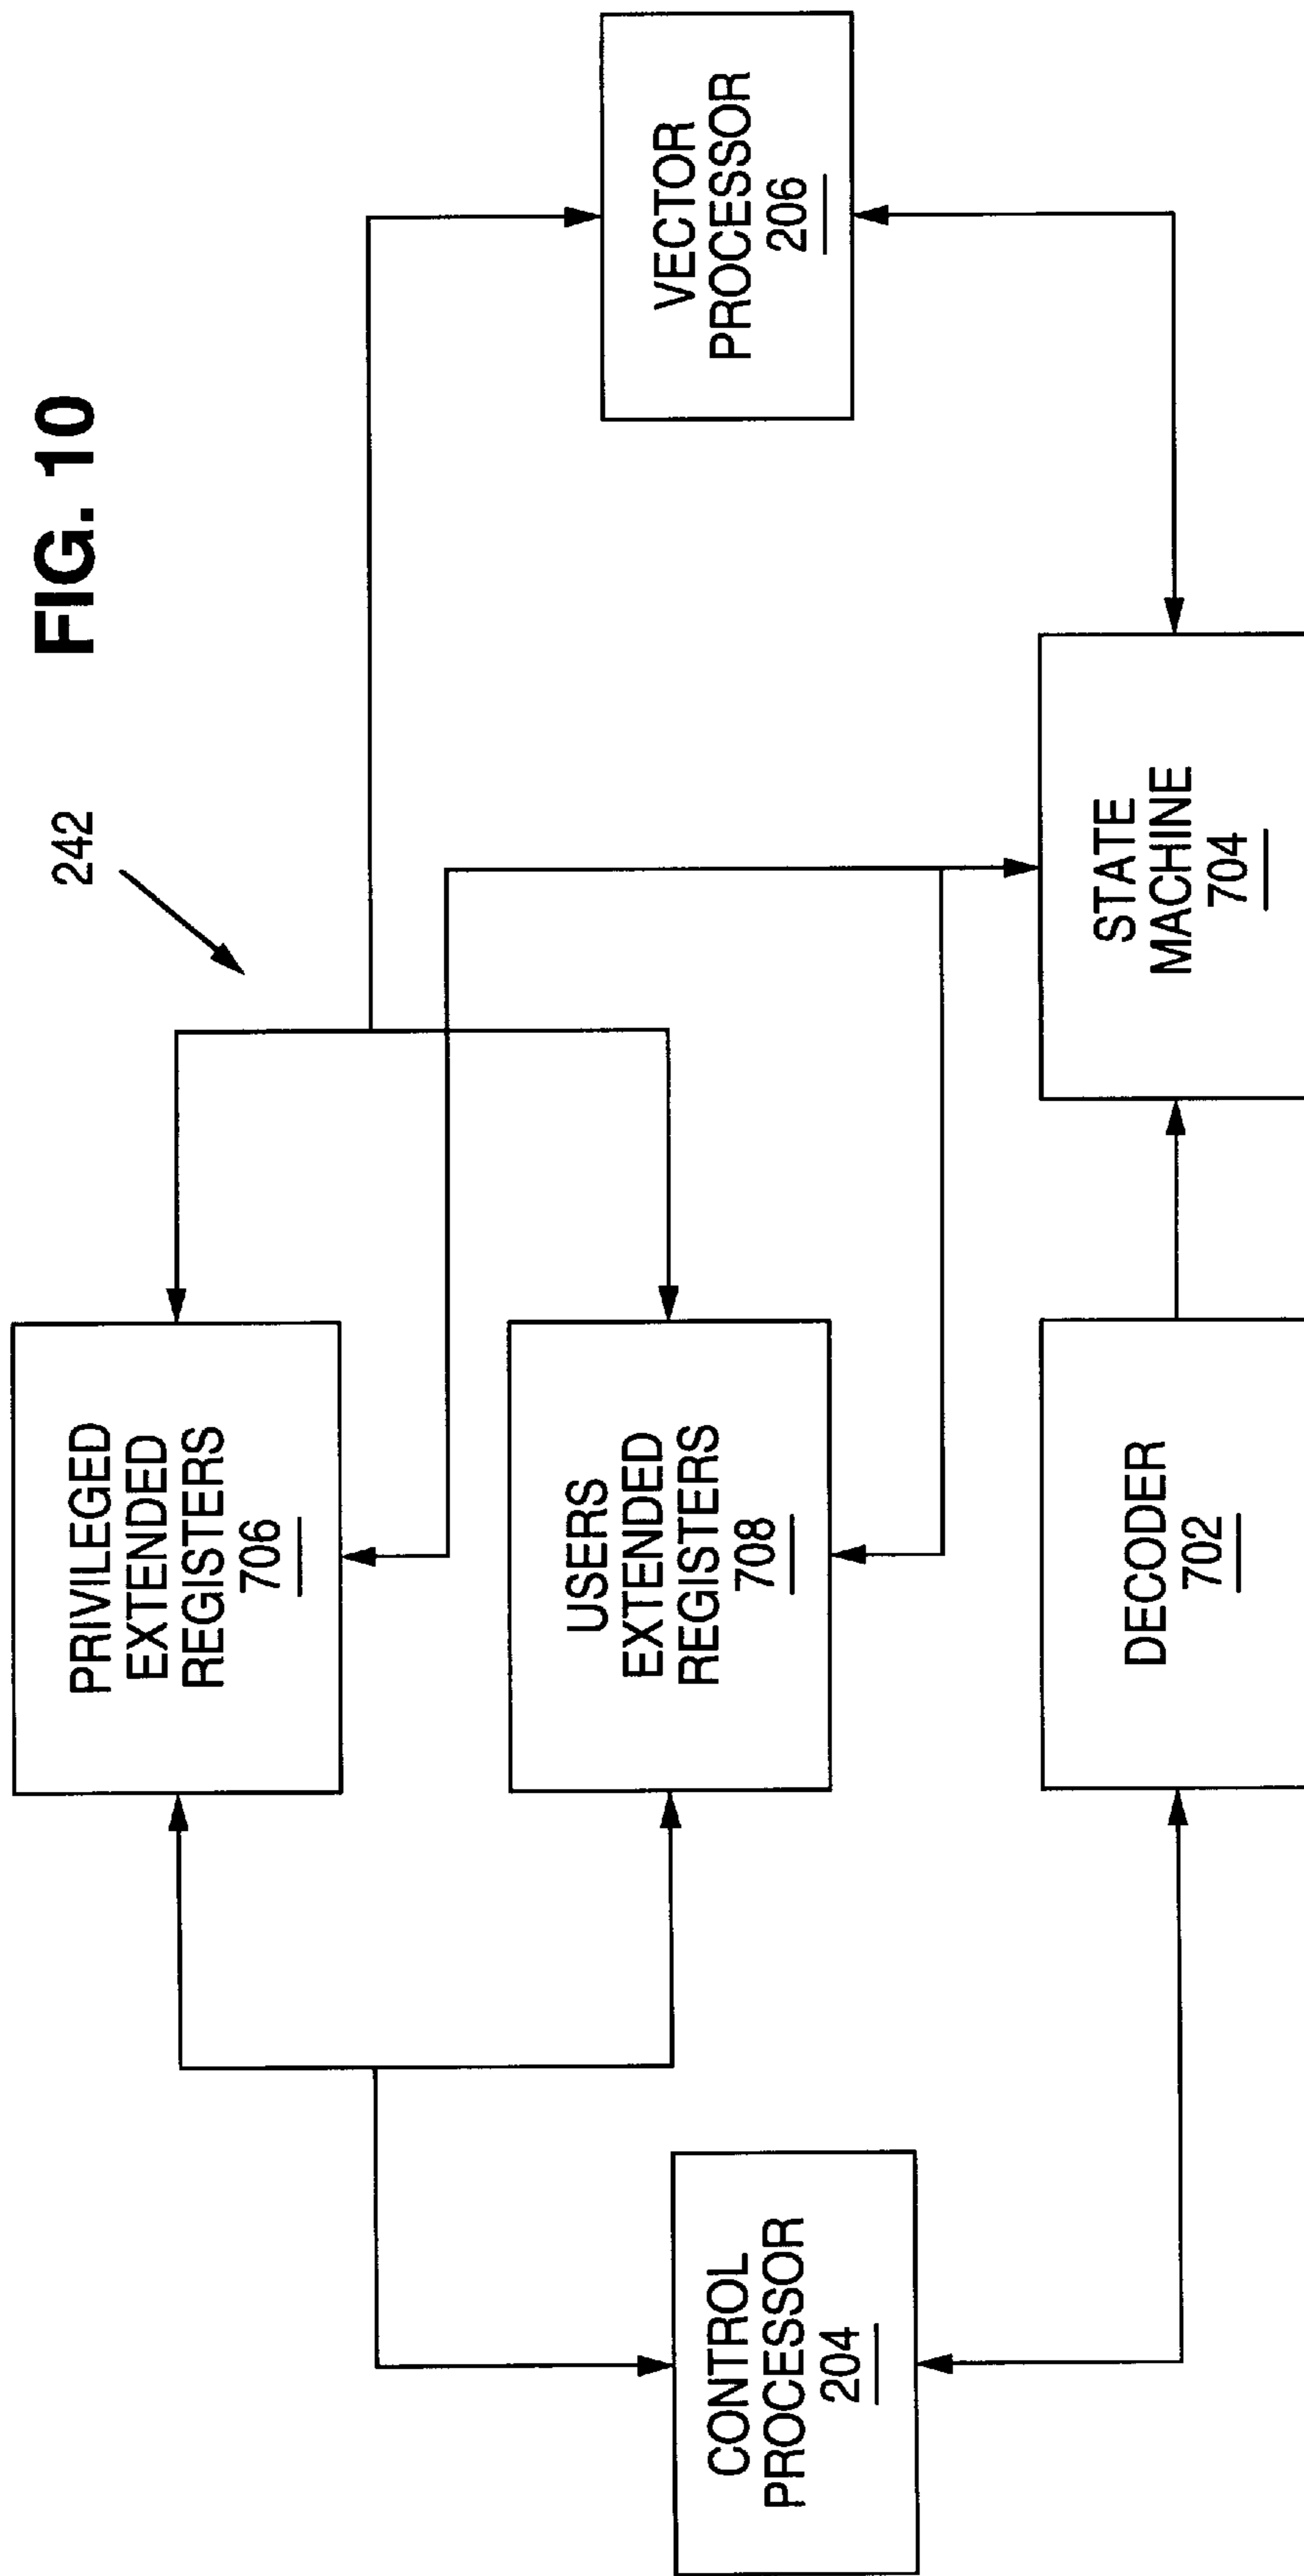 FIG. 10
242
PRIVILEGED
EXTENDED
REGISTERS
706
USERS
EXTENDED
REGISTERS
708
CONTROL
PROCESSOR
204
VECTOR
PROCESSOR
206
DECODER
702
STATE
MACHINE
704